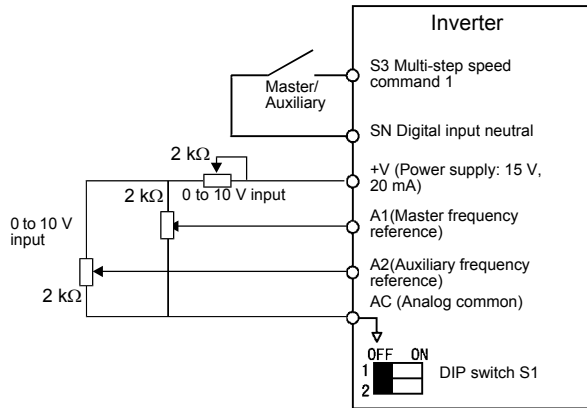 Inverter
S3 Multi-step speed
command 1
Master/
Auxiliary
SN Digital input neutral
2 kΩ
+V (Power supply: 15 V,
20 mA)
0 to 10 V input
2 kΩ
A1(Master frequency
reference)
0 to 10 V
input
A2(Auxiliary frequency
reference)
2 kΩ
AC (Analog common)
OFF ON
1
2
DIP switch S1